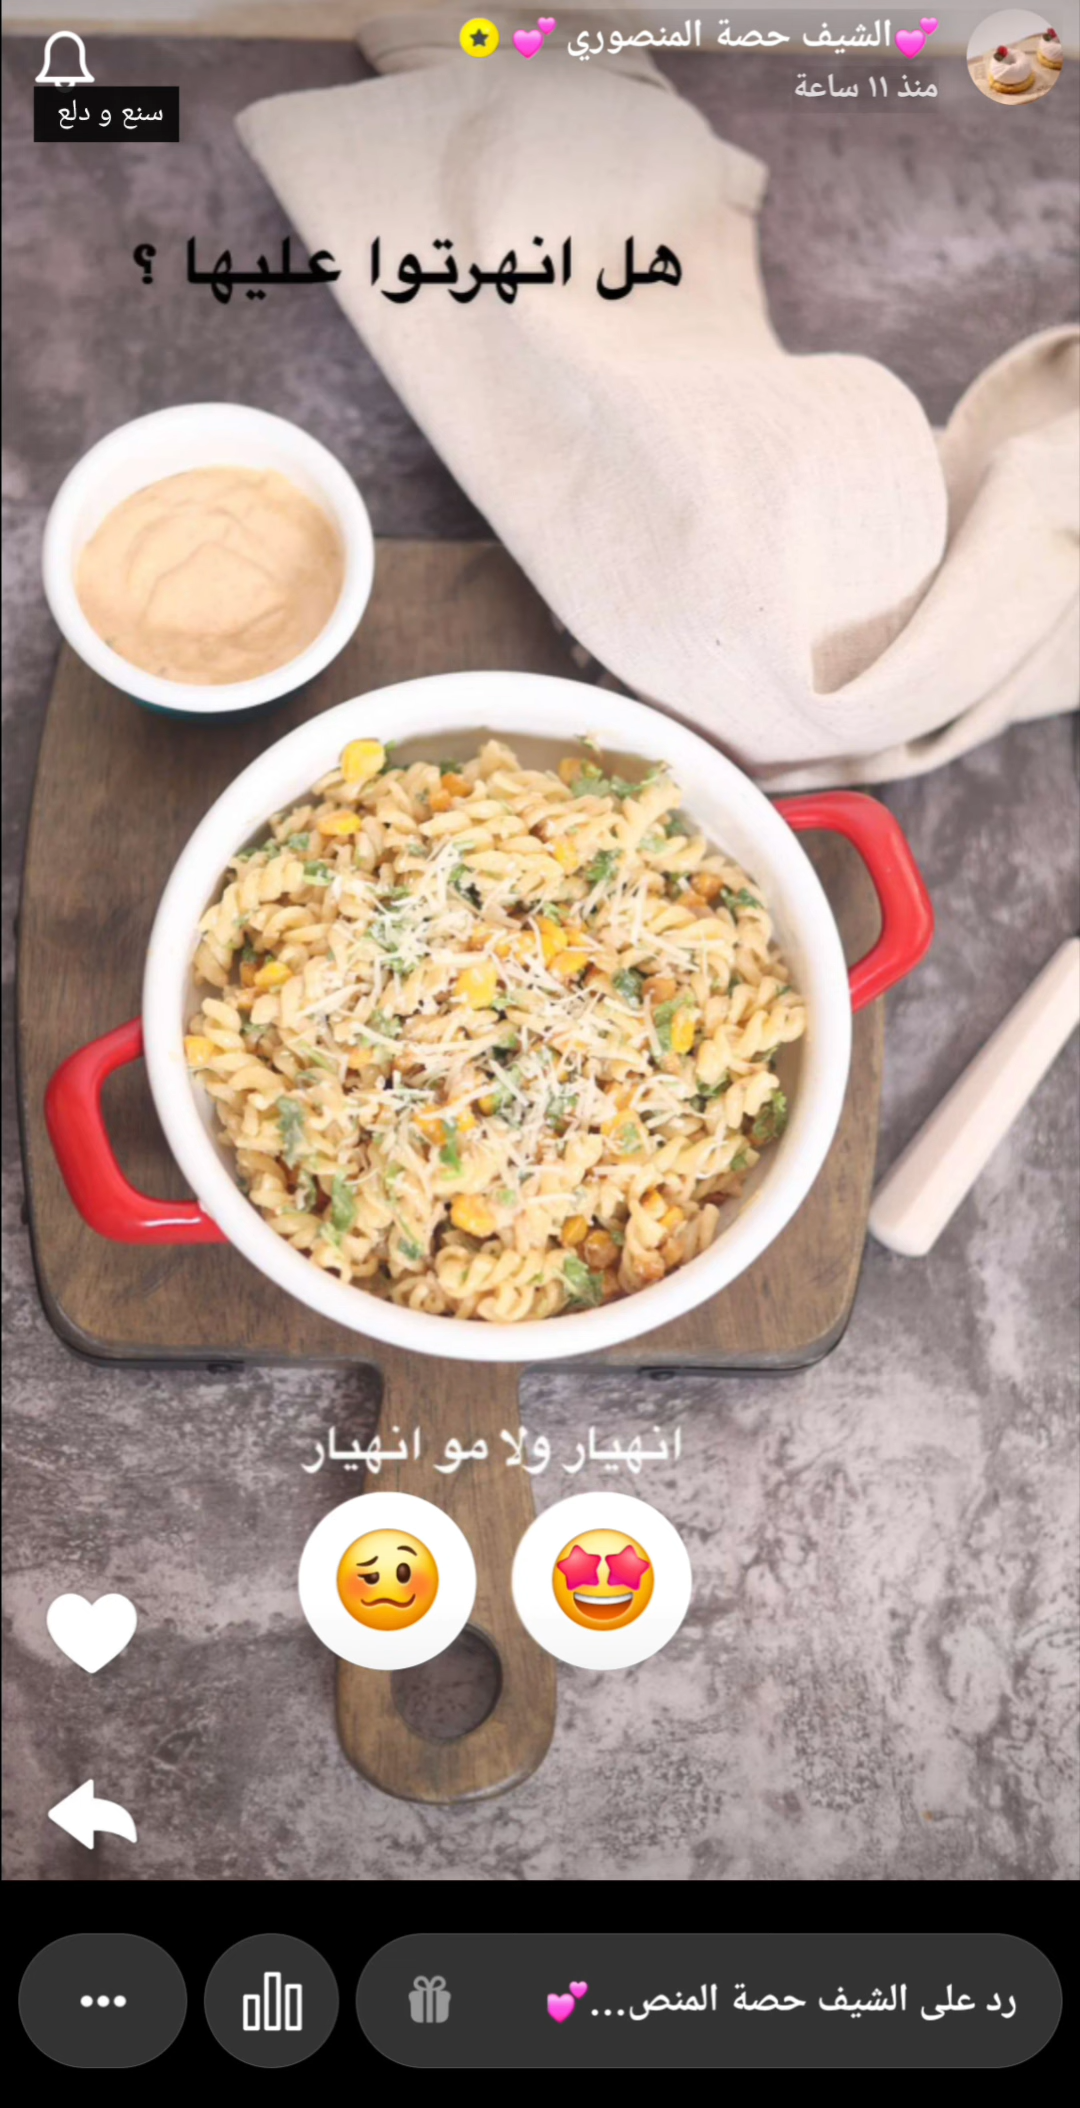 💕الشيف حصة المنصوري 💕
منذ ١١ ساعة
سنع و دلع
هل انهرتوا عليها ؟
انهيار ولا مو انهيار
رد على الشيف حصة المنص...💕